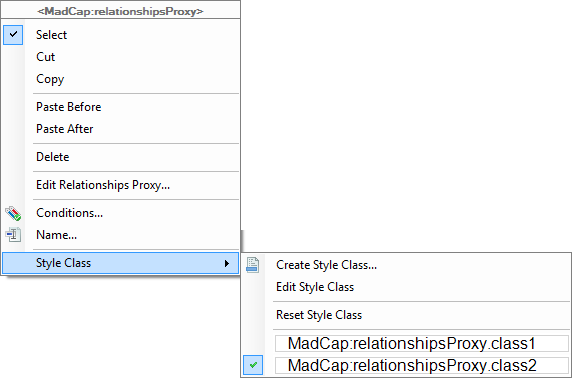 <MadCap:relationshipsProxy>
Select
Cut
Copy
Paste Before
Paste After
Delete
Edit Relationships Proxy...
Conditions...
Name...
Style Class
Create Style Class...
Edit Style Class
Reset Style Class
MadCap:relationshipsProxy.class1
MadCap:relationshipsProxy.class2